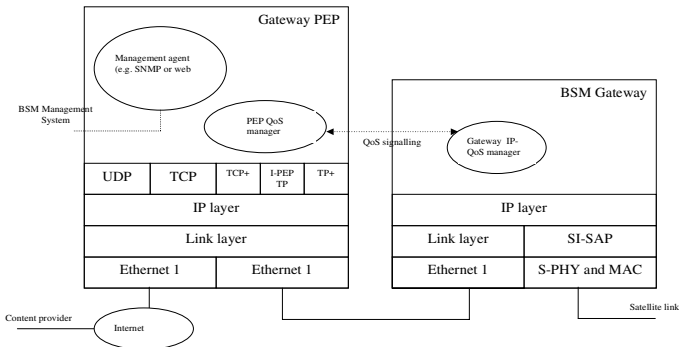 Gateway PEP
Management agent
(e.g. SNMP or web
BSM Management
System
PEP QoS
manager
QoS signalling
BSM Gateway
Gateway IP-
QoS manager
UDP
TCP
TCP+
I-PEP
TP
TP+
IP layer
Link layer
Ethernet 1
Ethernet 1
IP layer
Link layer
SI-SAP
Ethernet 1
S-PHY and MAC
Content provider
Internet
Satellite link